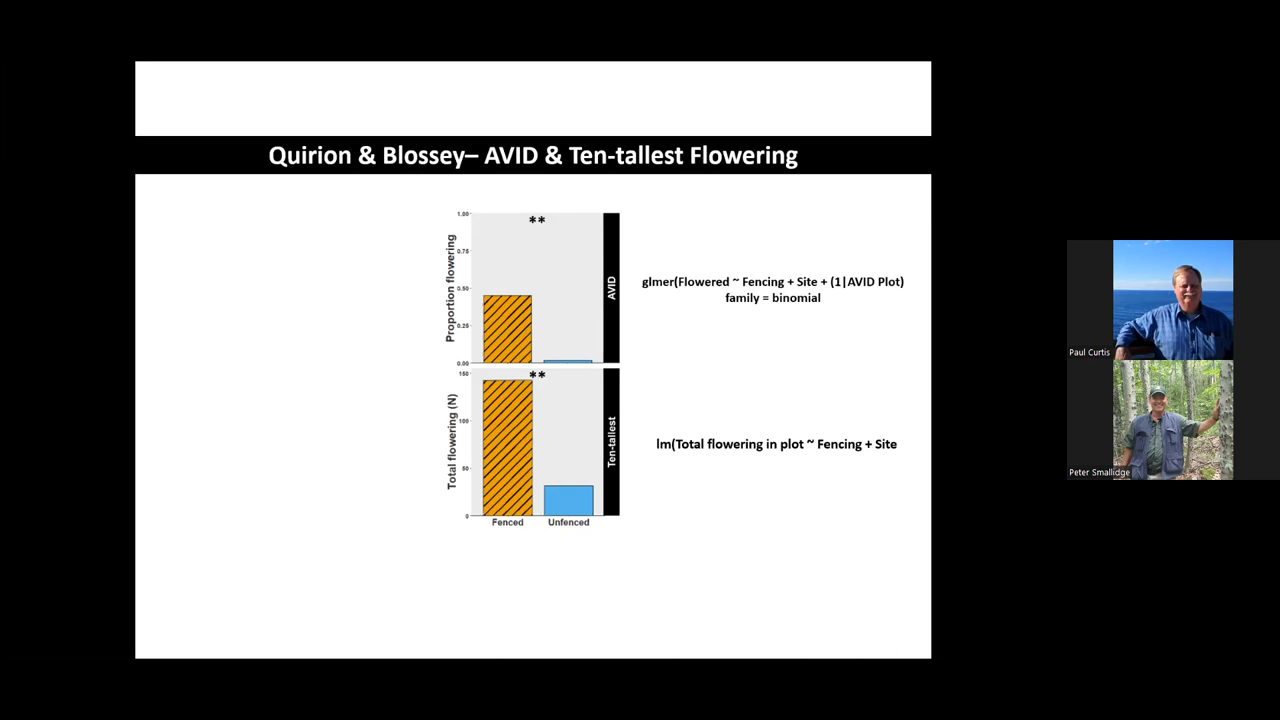 Quirion & Blossey– AVID & Ten-tallest Flowering
1.00
0.75
0.50
0.25
0.00
Proportion flowering
**
AVID
glmer(Flowered ~ Fencing + Site + (1|AVID Plot)
family = binomial
150
100
50
0
Total flowering (N)
**
Ten-tallest
lm(Total flowering in plot ~ Fencing + Site
Fenced
Unfenced
Paul Curtis
Peter Smallidge